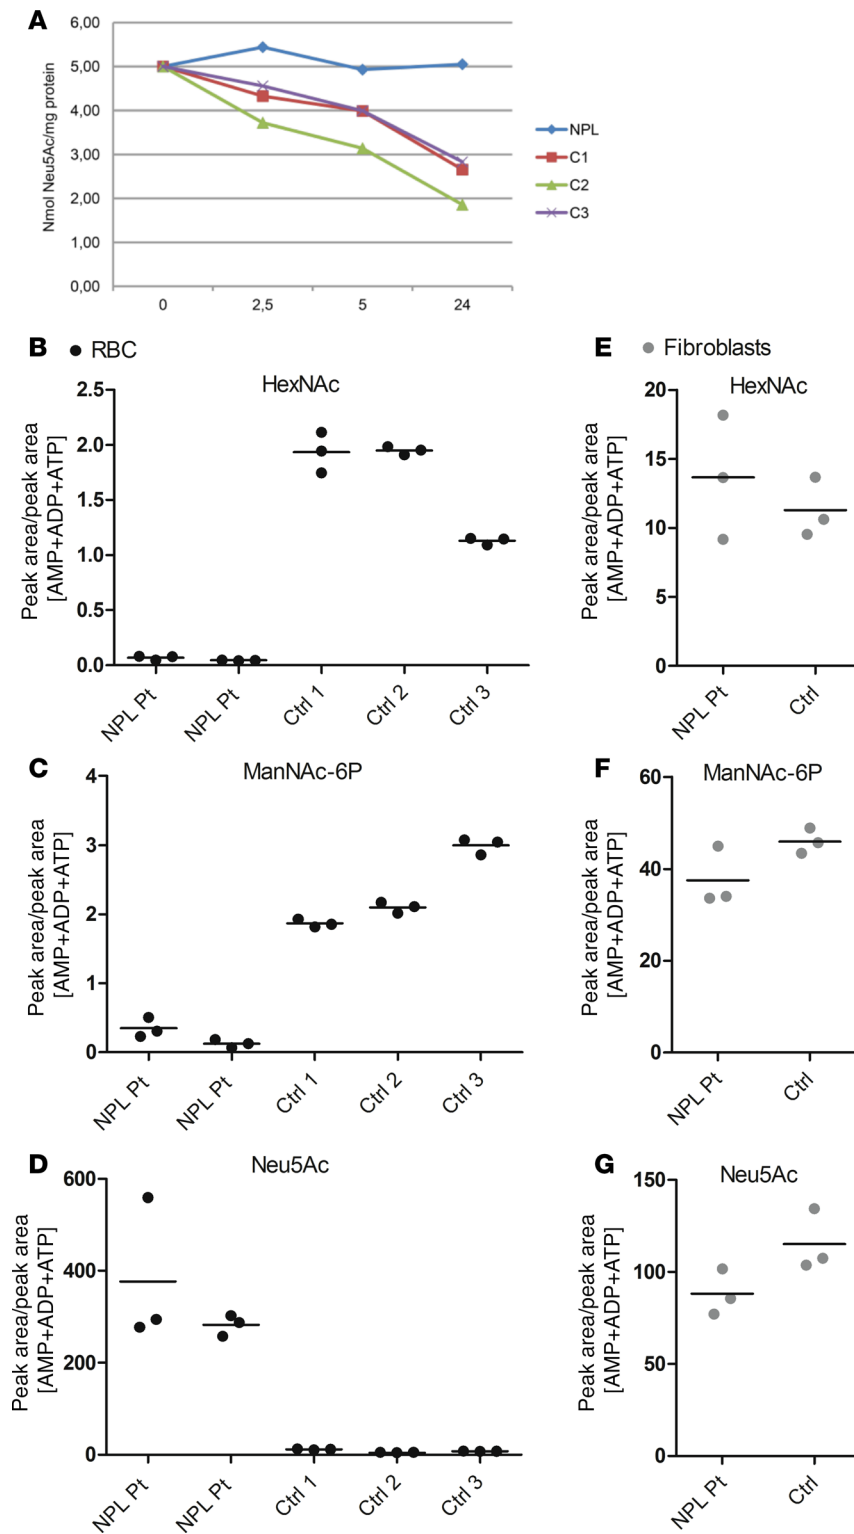 A
6,00
5,00
4,00
3,00
2,00
1,00
0,00
Nmol Neu5Ac/mg protein
0 2,5 5 24
NPL
C1
C2
C3
B RBC
HexNAc
Peak area/peak area
[AMP+ADP+ATP]
2.5
2.0
1.5
1.0
0.5
0.0
NPL Pt NPL Pt Ctrl 1 Ctrl 2 Ctrl 3
E Fibroblasts
HexNAc
Peak area/peak area
[AMP+ADP+ATP]
20
15
10
5
0
NPL Pt Ctrl
C
ManNAc-6P
Peak area/peak area
[AMP+ADP+ATP]
4
3
2
1
0
NPL Pt NPL Pt Ctrl 1 Ctrl 2 Ctrl 3
F
ManNAc-6P
Peak area/peak area
[AMP+ADP+ATP]
60
40
20
0
NPL Pt Ctrl
D
Neu5Ac
Peak area/peak area
[AMP+ADP+ATP]
600
400
200
0
NPL Pt NPL Pt Ctrl 1 Ctrl 2 Ctrl 3
G
Neu5Ac
Peak area/peak area
[AMP+ADP+ATP]
150
100
50
0
NPL Pt Ctrl